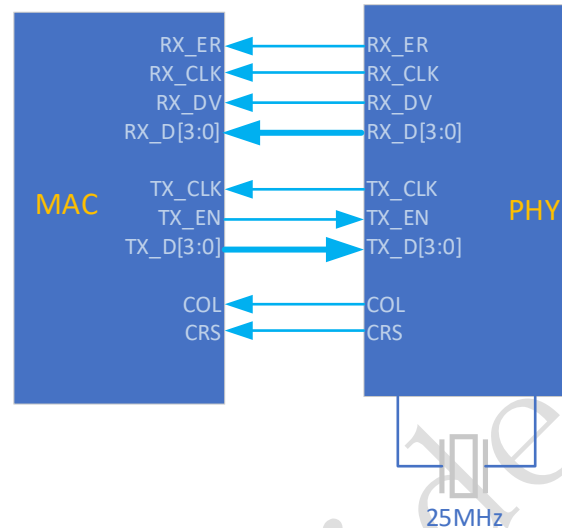 RX_ER RX_ER
RX_CLK RX_CLK
RX_DV RX_DV
RX_D[3:0] RX_D[3:0]
TX_CLK TX_CLK
MAC TX_EN TX_EN PHY
TX_D[3:0] TX_D[3:0]
COL COL
CRS CRS
25MHz